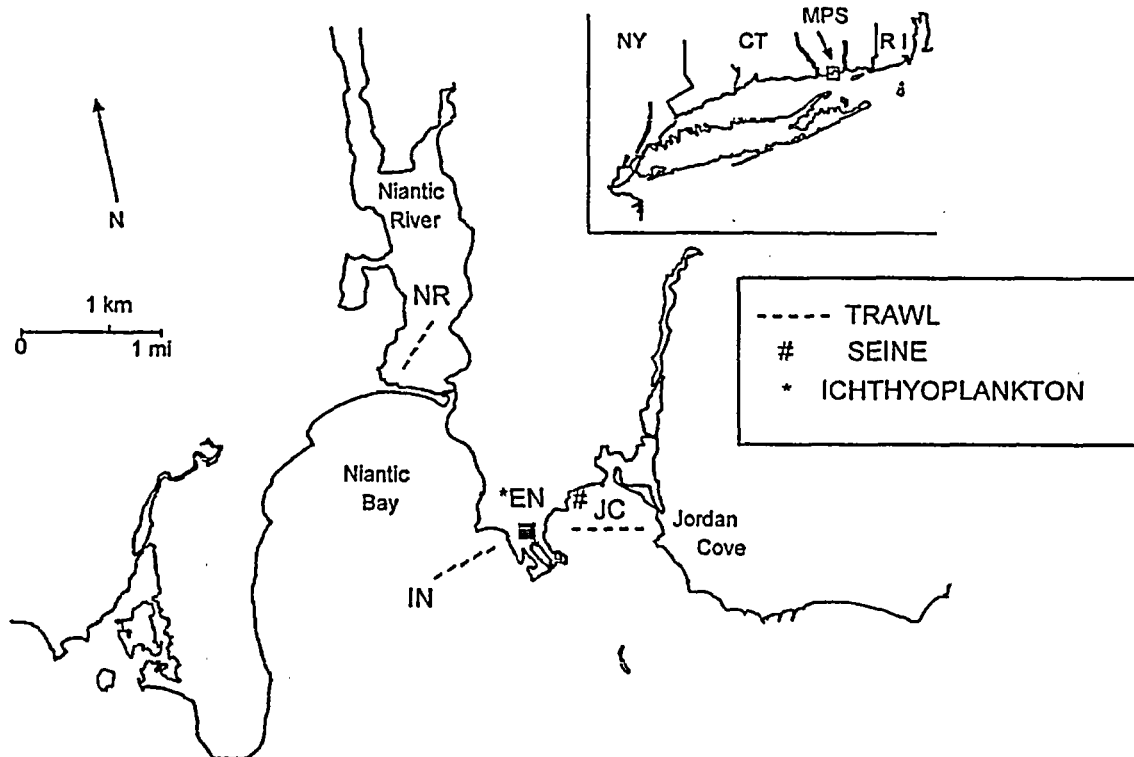 MPS
NY CT RI
N
Niantic
River
NR
1 km
0 1 mi
----- TRAWL
# SEINE
* ICHTHYOPLANKTON
Niantic
Bay
*EN
#
JC
Jordan
Cove
IN